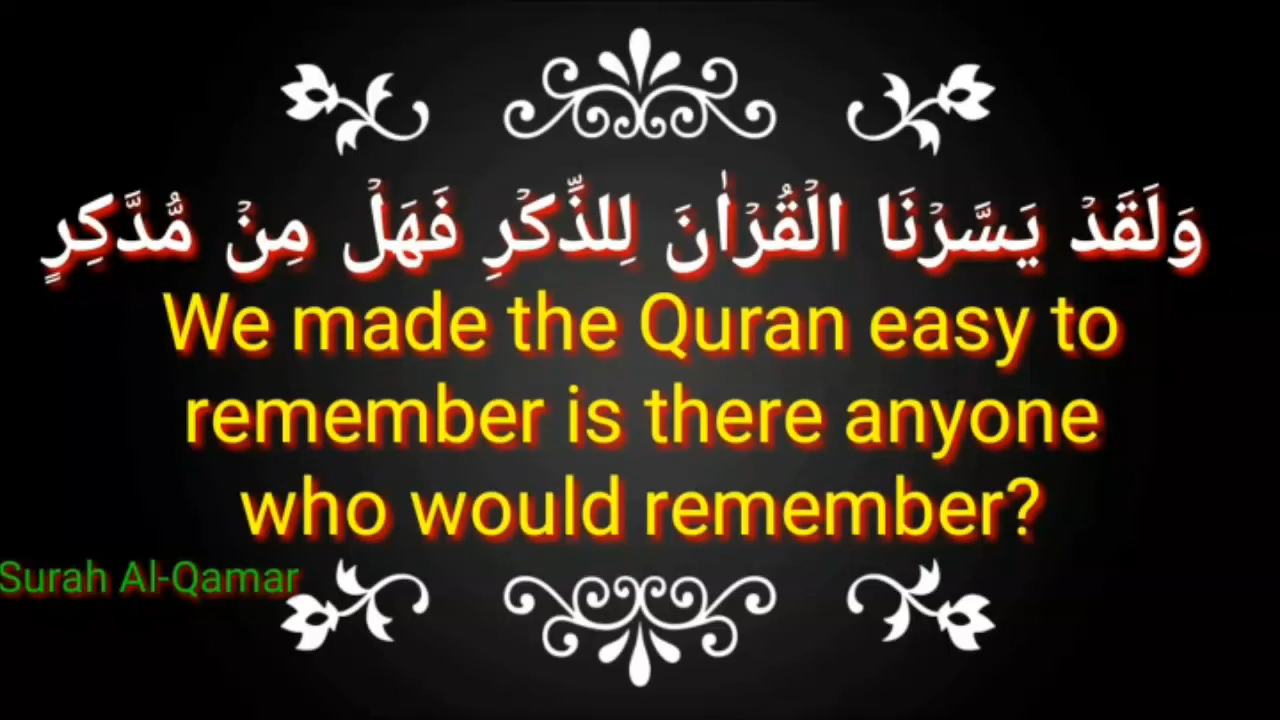 وَلَقَدۡ يَسَّرۡنَا الۡقُرۡاٰنَ لِلذِّكۡرِ فَهَلۡ مِنۡ مُّدَّكِرٍ
We made the Quran easy to
remember is there anyone
who would remember?
Surah Al-Qamar